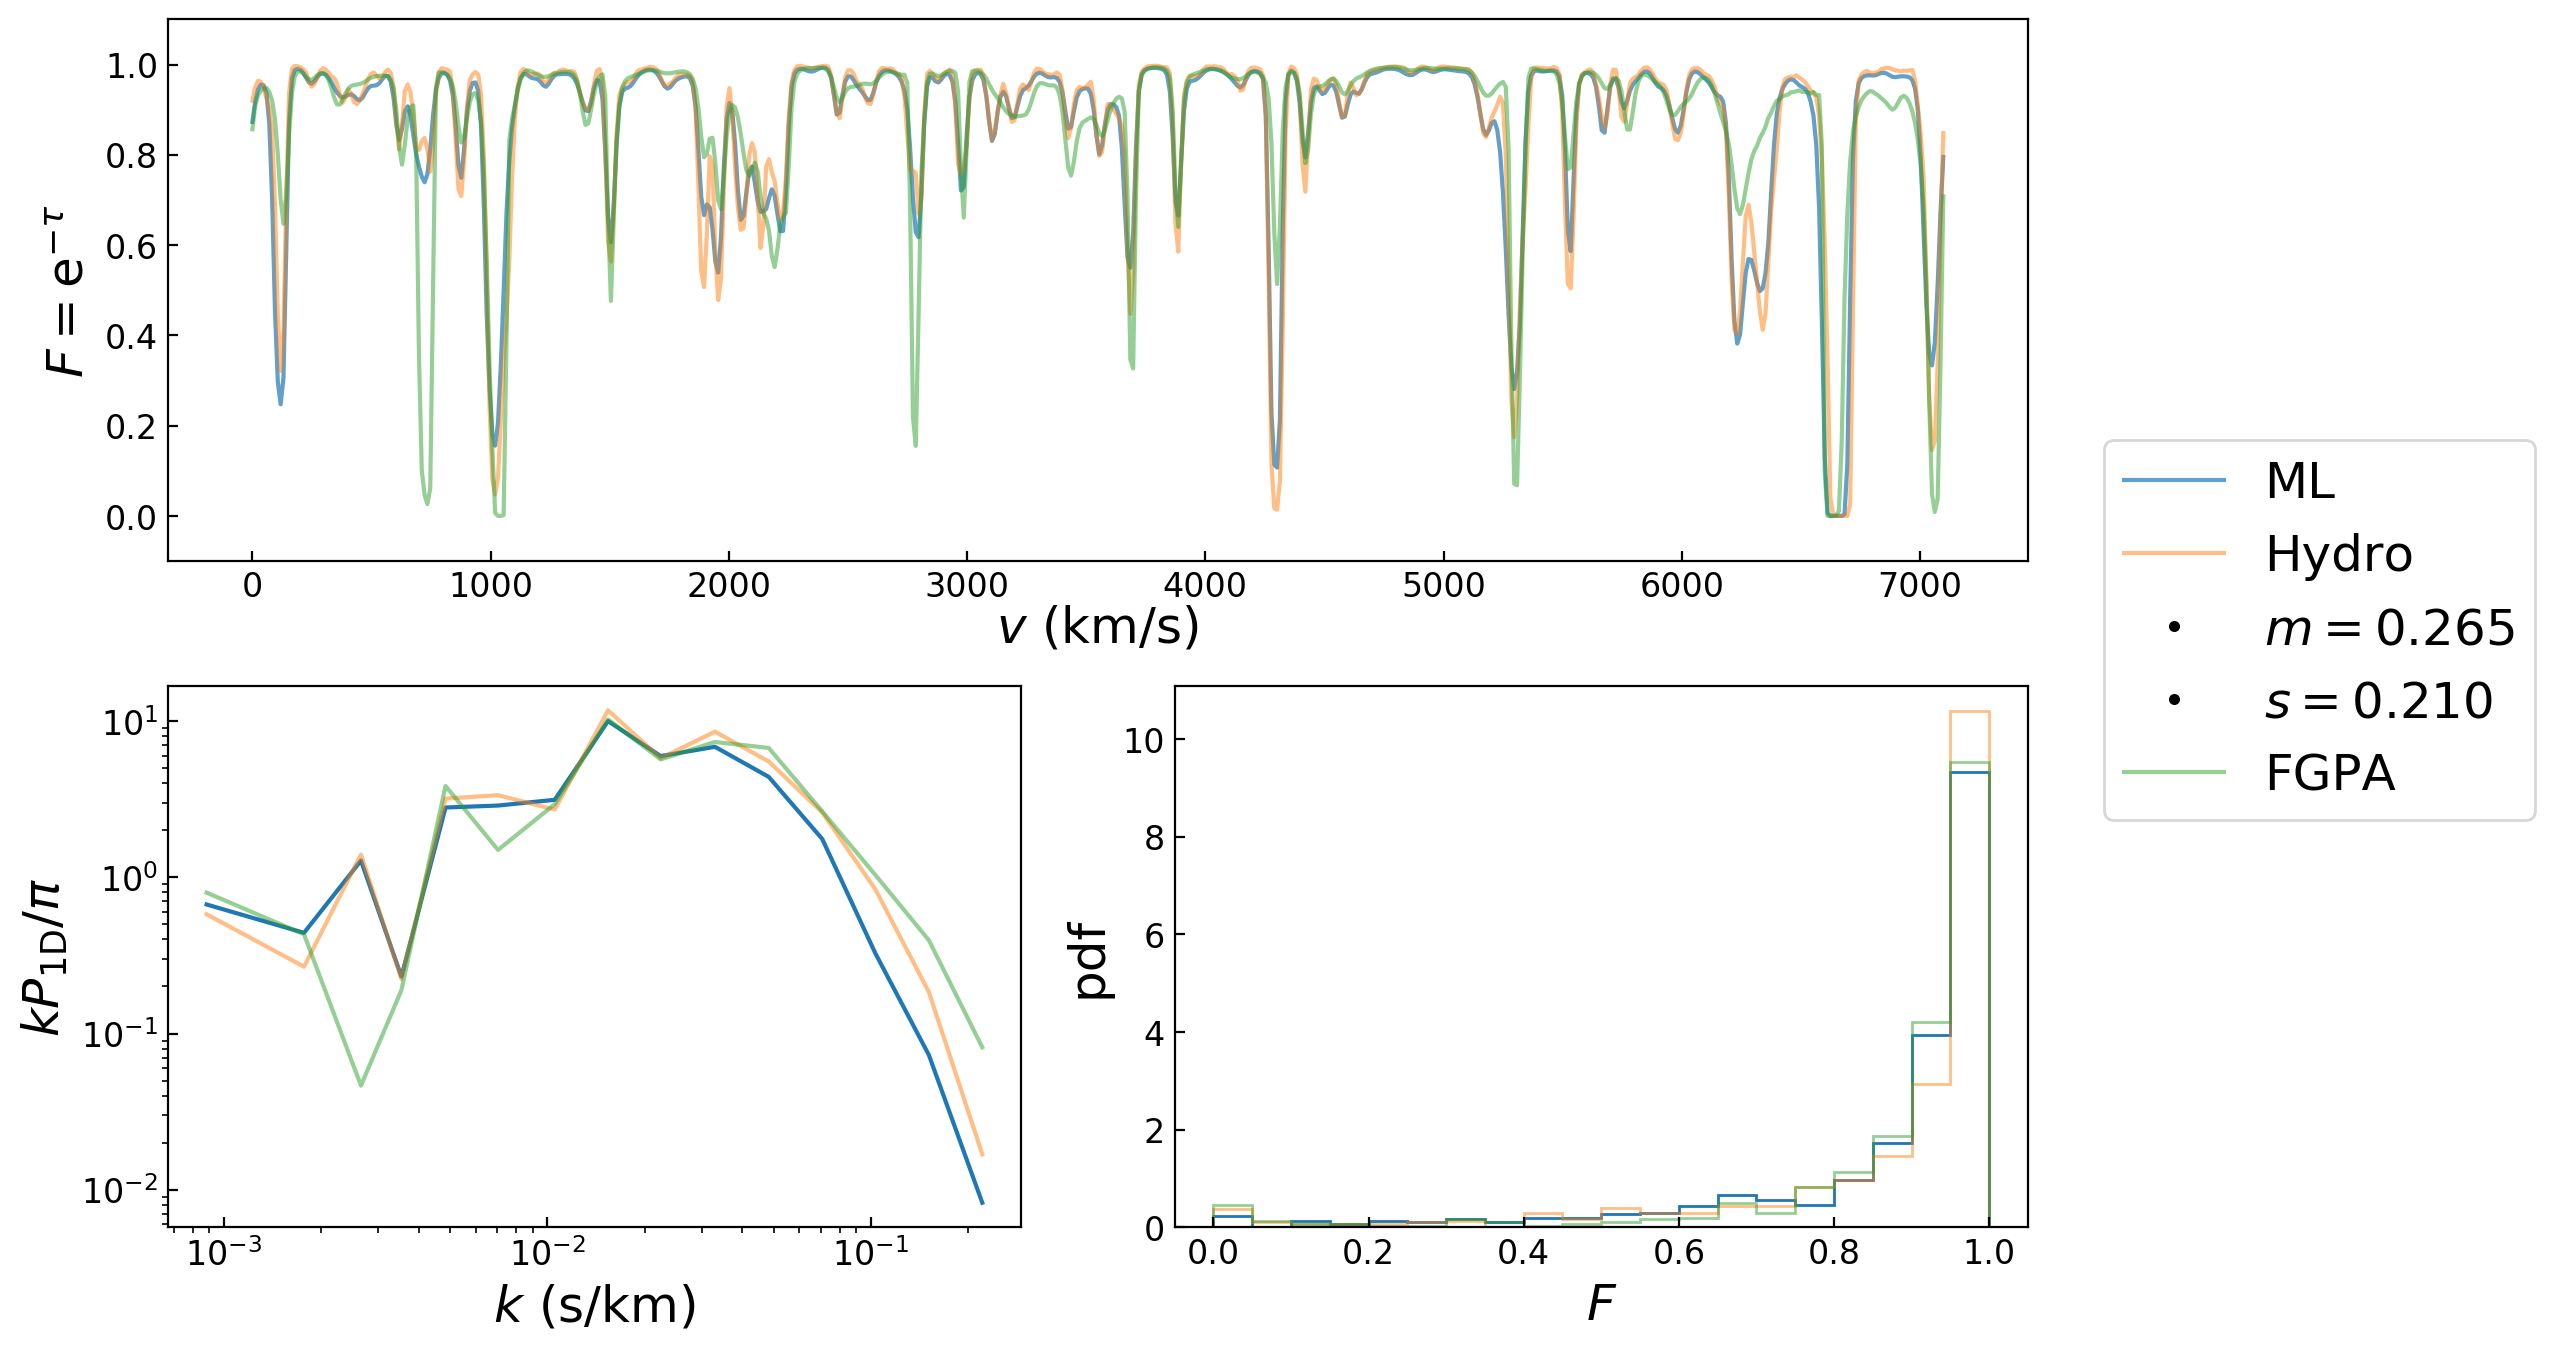 1.0
0.8
0.6
0.4
0.2
0.0
F = e^{-τ}
0 1000 2000 3000 4000 5000 6000 7000
v (km/s)
ML
Hydro
m = 0.265
s = 0.210
FGPA
10^1
10^0
10^{-1}
10^{-2}
kP_{1D}/π
10^{-3} 10^{-2} 10^{-1}
k (s/km)
10
8
6
4
2
0
pdf
0.0 0.2 0.4 0.6 0.8 1.0
F